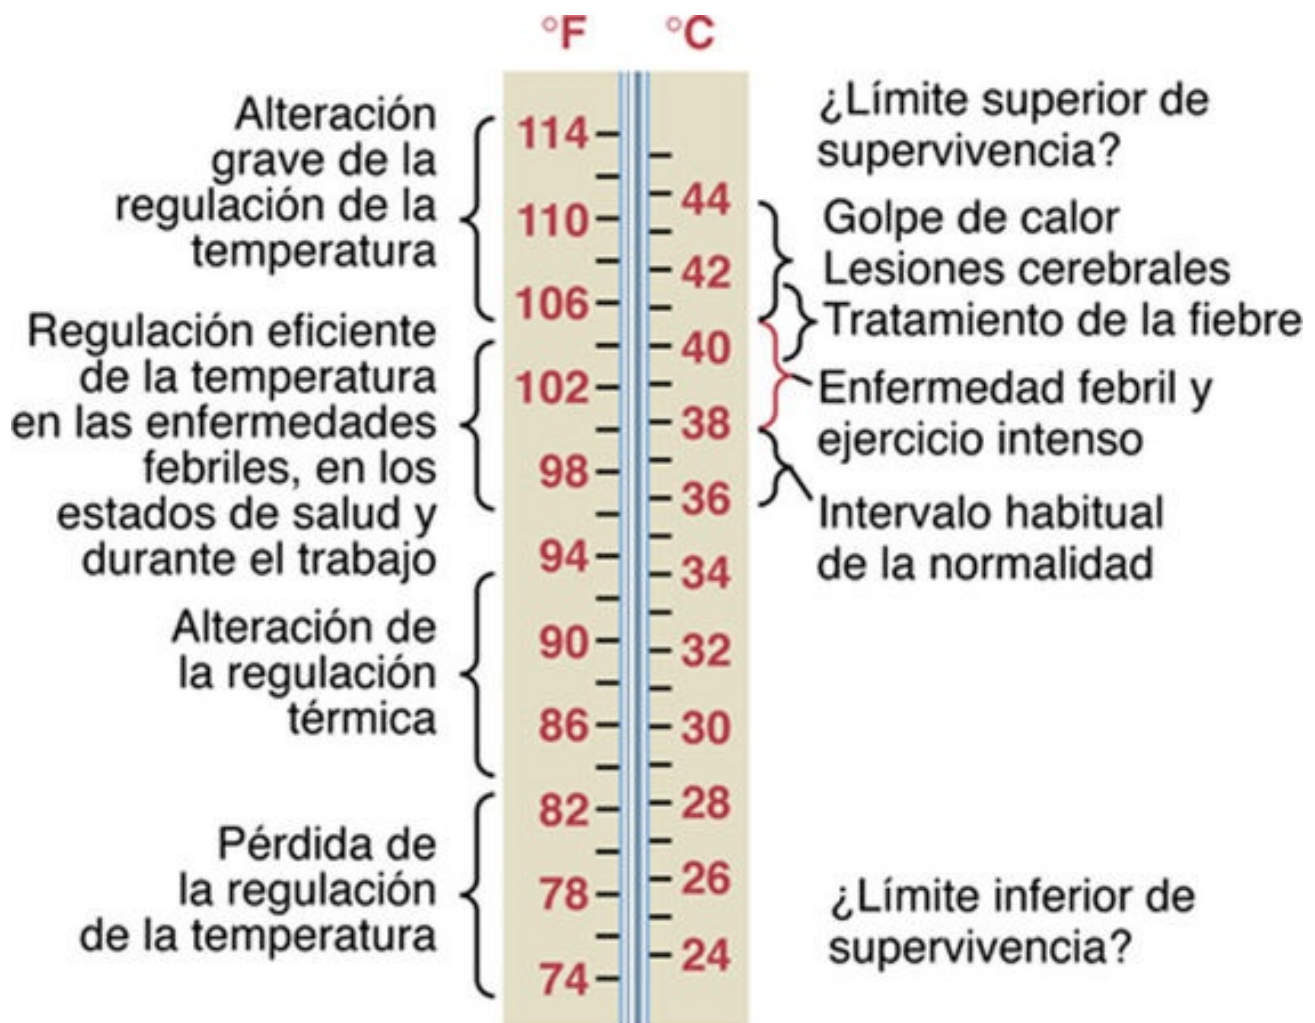 °F °C
Alteración
grave de la
regulación de la
temperatura
Regulación eficiente
de la temperatura
en las enfermedades
febriles, en los
estados de salud y
durante el trabajo
Alteración de
la regulación
térmica
Pérdida de
la regulación
de la temperatura
114
110
106
102
98
94
90
86
82
78
74
44
42
40
38
36
34
32
30
28
26
24
¿Límite superior de
supervivencia?
Golpe de calor
Lesiones cerebrales
Tratamiento de la fiebre
Enfermedad febril y
ejercicio intenso
Intervalo habitual
de la normalidad
¿Límite inferior de
supervivencia?